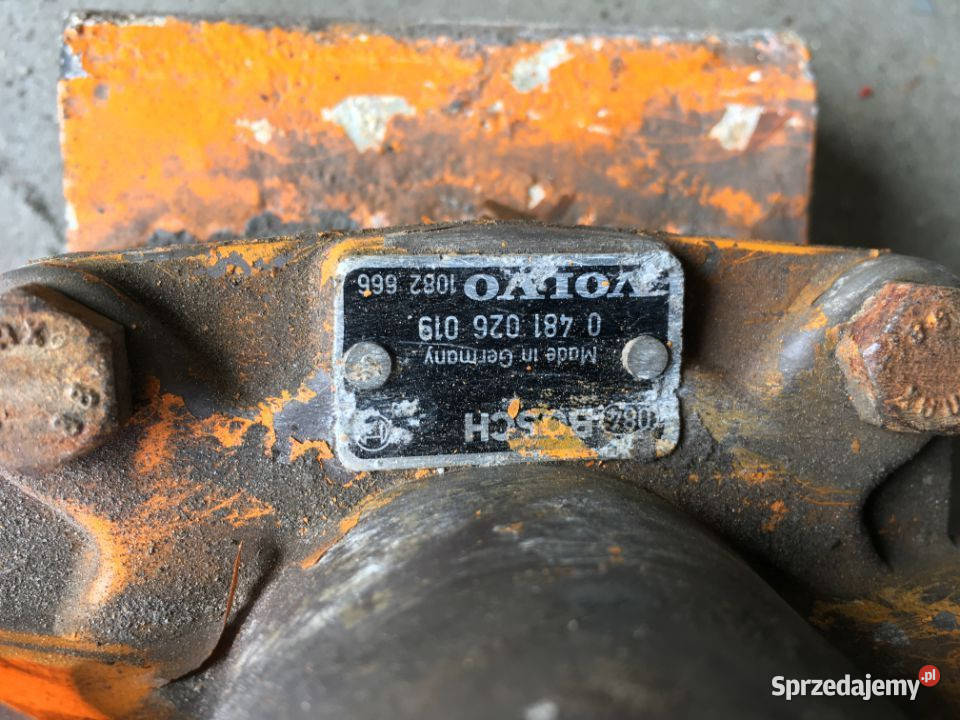 BOSCH
Made in Germany
0 481 026 019
VOLVO 1082 666
Sprzedajemy.pl